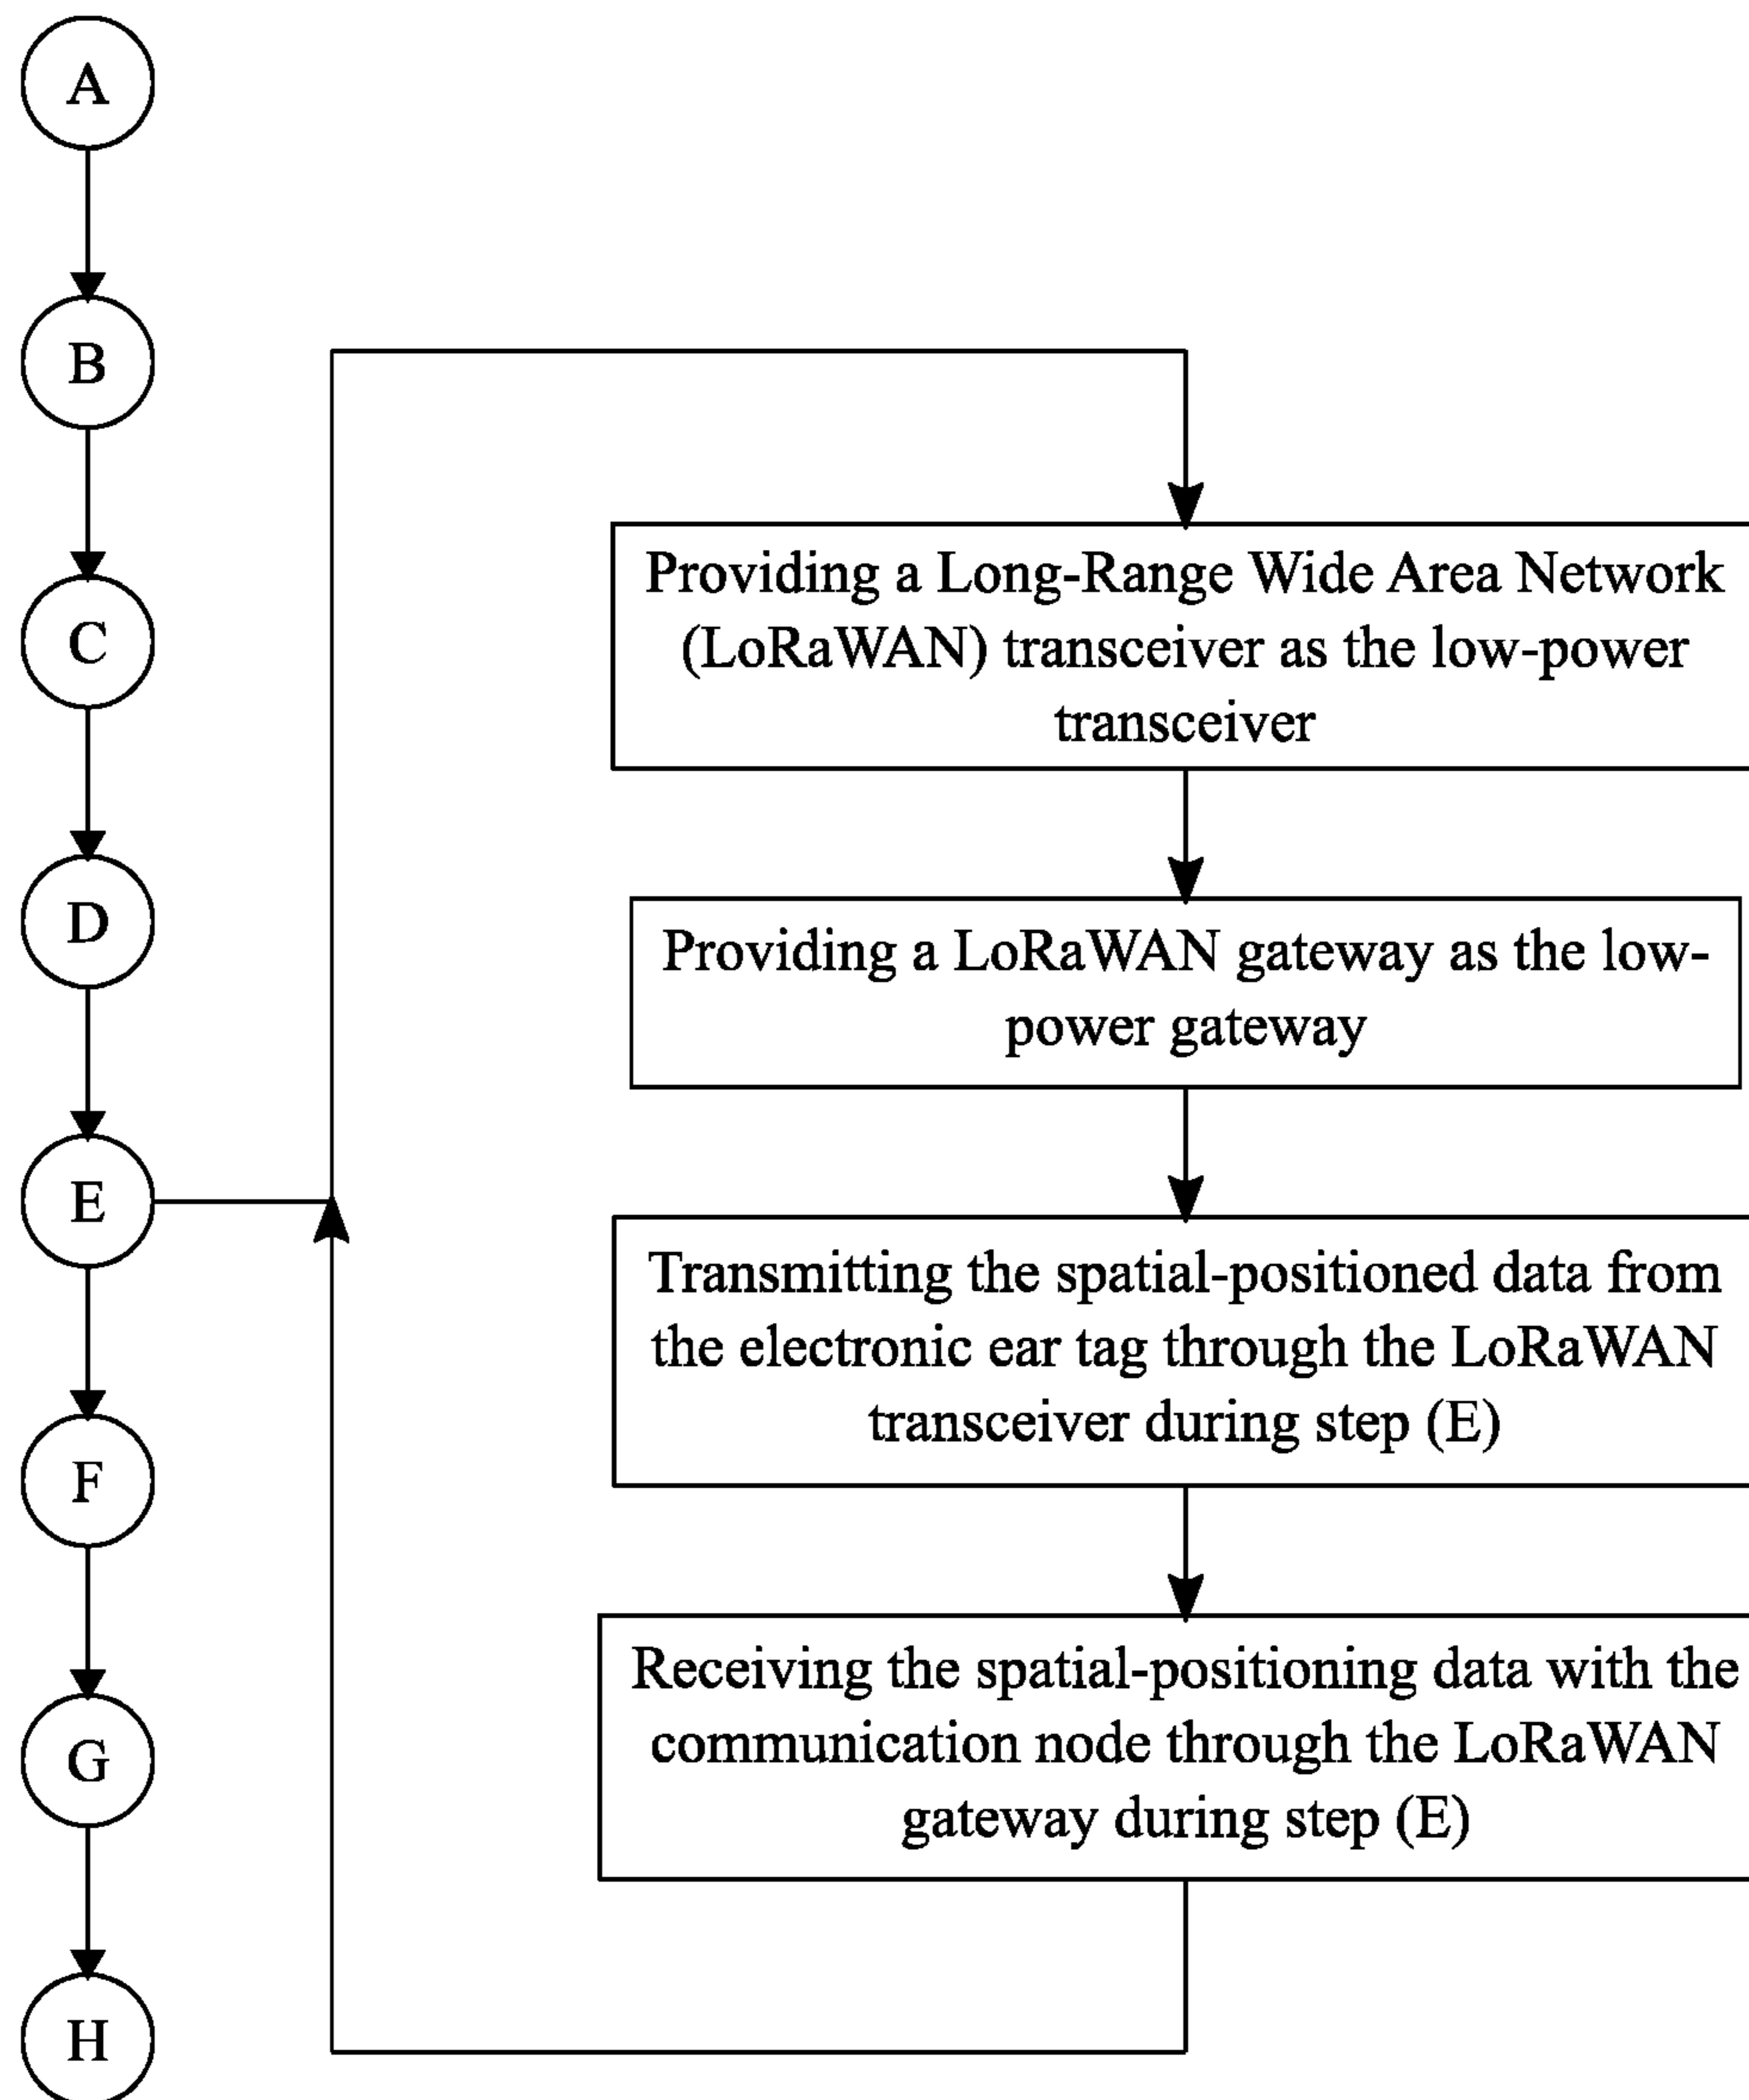 A
B
C
D
E
F
G
H
Providing a Long-Range Wide Area Network
(LoRaWAN) transceiver as the low-power
transceiver
Providing a LoRaWAN gateway as the low-
power gateway
Transmitting the spatial-positioned data from
the electronic ear tag through the LoRaWAN
transceiver during step (E)
Receiving the spatial-positioning data with the
communication node through the LoRaWAN
gateway during step (E)